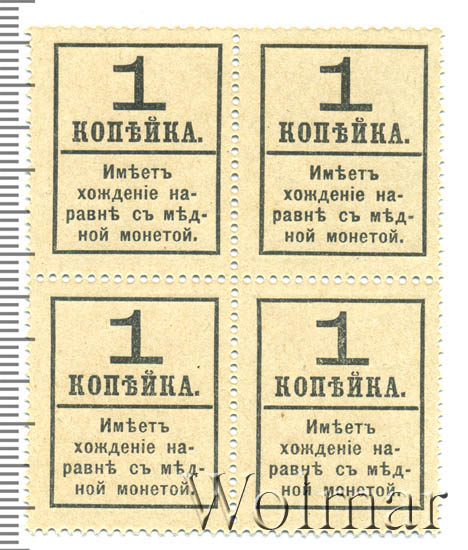 1
КОПѢЙКА.
Имѣетъ
хожденіе на-
равнѣ съ мѣд-
ной монетой.
1
КОПѢЙКА.
Имѣетъ
хожденіе на-
равнѣ съ мѣд-
ной монетой.
1
КОПѢЙКА.
Имѣетъ
хожденіе на-
равнѣ съ мѣд-
ной монетой.
1
КОПѢЙКА.
Имѣетъ
хожденіе на-
равнѣ съ мѣд-
ной монетой.
Wolmar